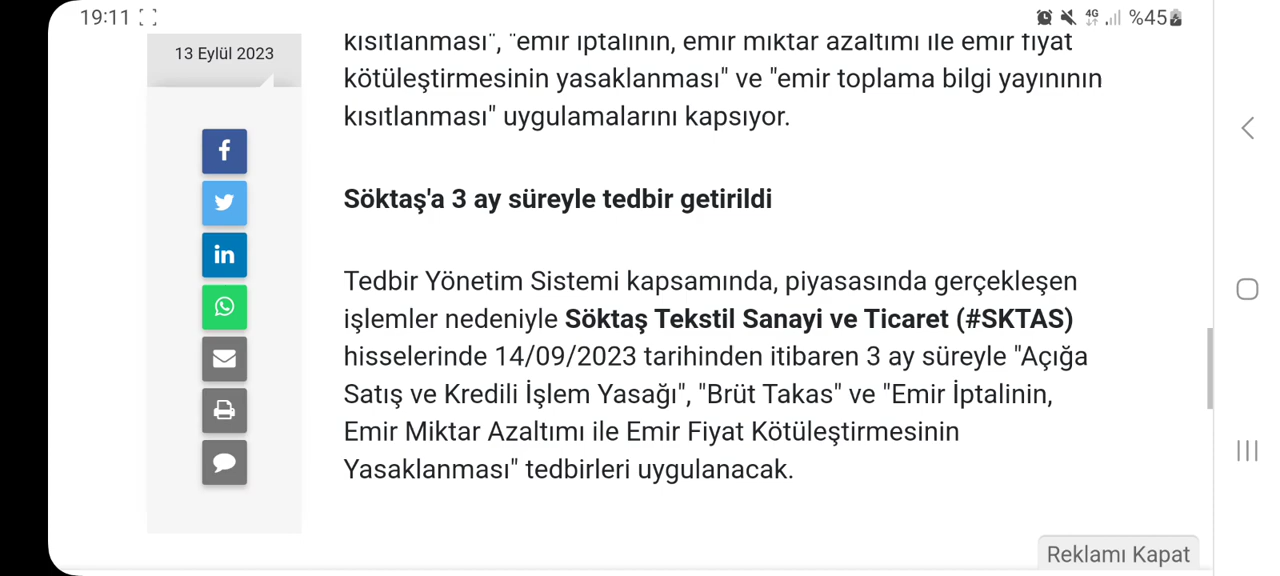 19:11
4G
%45
13 Eylül 2023
kısıtlanması", "emir iptalinin, emir miktar azaltımı ile emir fiyat
kötüleştirmesinin yasaklanması" ve "emir toplama bilgi yayınının
kısıtlanması" uygulamalarını kapsıyor.
Söktaş'a 3 ay süreyle tedbir getirildi
Tedbir Yönetim Sistemi kapsamında, piyasasında gerçekleşen
işlemler nedeniyle Söktaş Tekstil Sanayi ve Ticaret (#SKTAS)
hisselerinde 14/09/2023 tarihinden itibaren 3 ay süreyle "Açığa
Satış ve Kredili İşlem Yasağı", "Brüt Takas" ve "Emir İptalinin,
Emir Miktar Azaltımı ile Emir Fiyat Kötüleştirmesinin
Yasaklanması" tedbirleri uygulanacak.
Reklamı Kapat